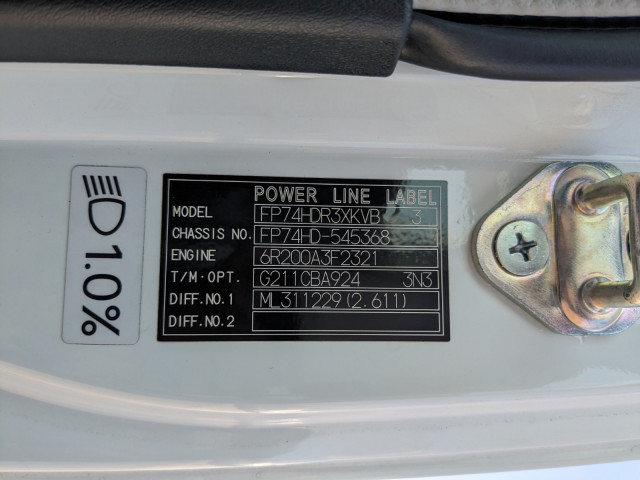 POWER LINE LABEL
MODEL FP74HDR3XKVB 3
CHASSIS NO. FP74HD-545368
ENGINE 6R200A3F2321
T/M·OPT. G211CBA924 3N3
DIFF.NO.1 ML311229(2.611)
DIFF.NO.2
1.0%